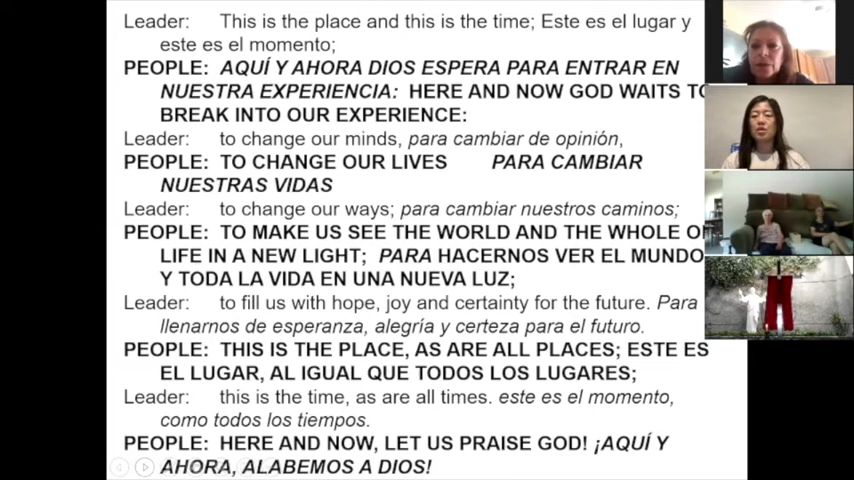 Leader: This is the place and this is the time; Este es el lugar y
este es el momento;
PEOPLE: AQUÍ Y AHORA DIOS ESPERA PARA ENTRAR EN
NUESTRA EXPERIENCIA: HERE AND NOW GOD WAITS TO
BREAK INTO OUR EXPERIENCE:
Leader: to change our minds, para cambiar de opinión,
PEOPLE: TO CHANGE OUR LIVES PARA CAMBIAR
NUESTRAS VIDAS
Leader: to change our ways; para cambiar nuestros caminos;
PEOPLE: TO MAKE US SEE THE WORLD AND THE WHOLE OF
LIFE IN A NEW LIGHT; PARA HACERNOS VER EL MUNDO
Y TODA LA VIDA EN UNA NUEVA LUZ;
Leader: to fill us with hope, joy and certainty for the future. Para
llenarnos de esperanza, alegría y certeza para el futuro.
PEOPLE: THIS IS THE PLACE, AS ARE ALL PLACES; ESTE ES
EL LUGAR, AL IGUAL QUE TODOS LOS LUGARES;
Leader: this is the time, as are all times. este es el momento,
como todos los tiempos.
PEOPLE: HERE AND NOW, LET US PRAISE GOD! ¡AQUÍ Y
AHORA, ALABEMOS A DIOS!